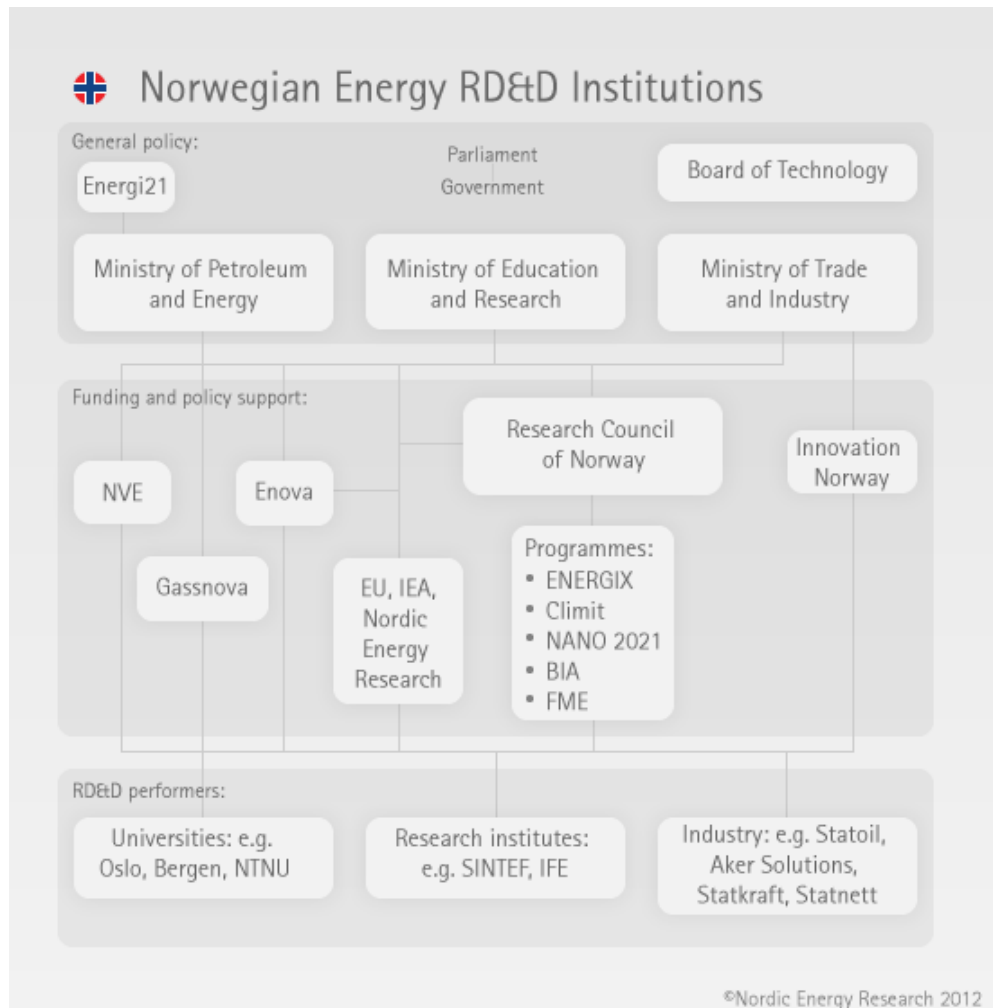 Norwegian Energy RD&D Institutions
General policy:
Energi21
Parliament
Government
Board of Technology
Ministry of Petroleum
and Energy
Ministry of Education
and Research
Ministry of Trade
and Industry
Funding and policy support:
NVE
Gassnova
Enova
EU, IEA,
Nordic
Energy
Research
Research Council
of Norway
Programmes:
• ENERGIX
• Climit
• NANO 2021
• BIA
• FME
Innovation
Norway
RD&D performers:
Universities: e.g.
Oslo, Bergen, NTNU
Research institutes:
e.g. SINTEF, IFE
Industry: e.g. Statoil,
Aker Solutions,
Statkraft, Statnett
©Nordic Energy Research 2012